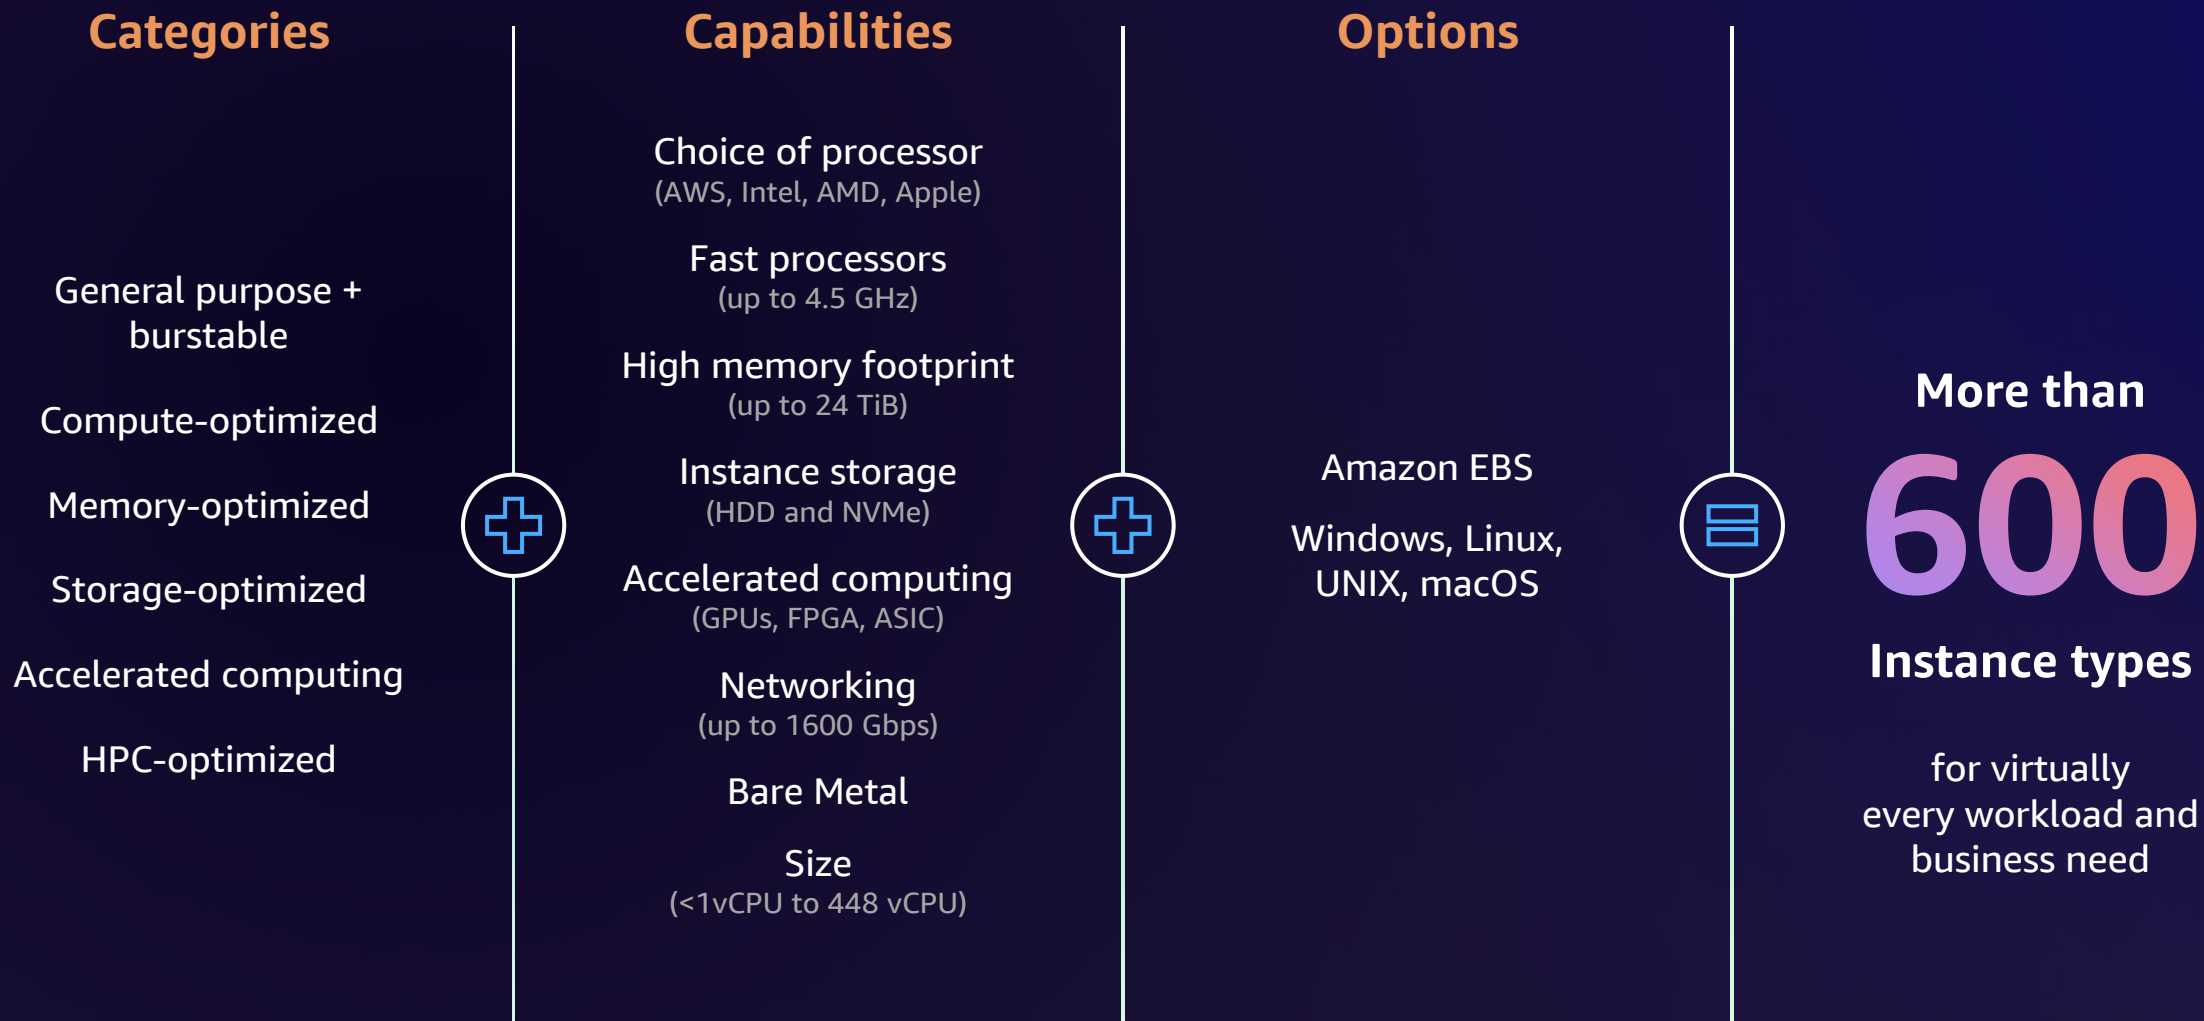 Categories
General purpose +
burstable
Compute-optimized
Memory-optimized
Storage-optimized
Accelerated computing
HPC-optimized
Capabilities
Choice of processor
(AWS, Intel, AMD, Apple)
Fast processors
(up to 4.5 GHz)
High memory footprint
(up to 24 TiB)
Instance storage
(HDD and NVMe)
Accelerated computing
(GPUs, FPGA, ASIC)
Networking
(up to 1600 Gbps)
Bare Metal
Size
(<1vCPU to 448 vCPU)
Options
Amazon EBS
Windows, Linux,
UNIX, macOS
More than
600
Instance types
for virtually
every workload and
business need